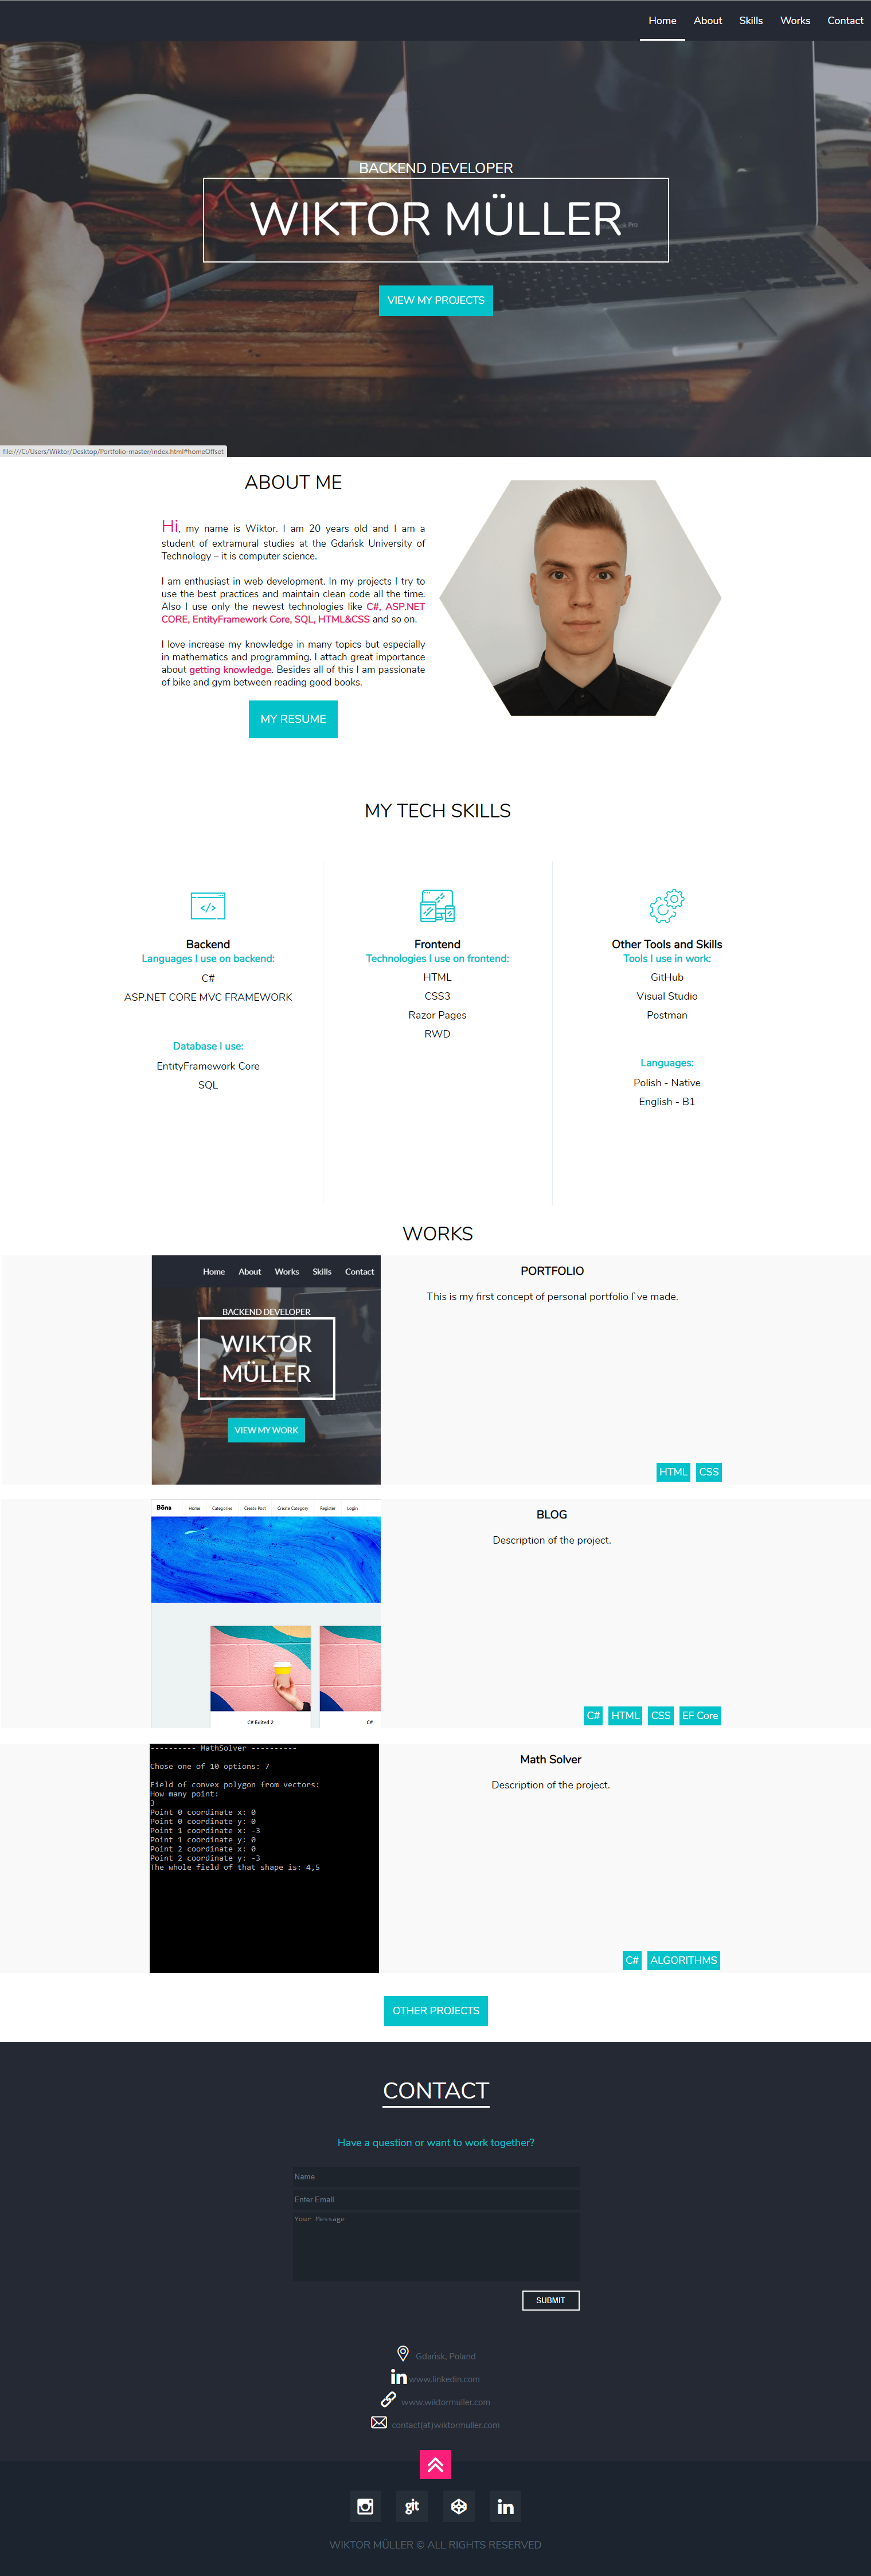 Home About Skills Works Contact
BACKEND DEVELOPER
WIKTOR MÜLLER
VIEW MY PROJECTS
file:///C:/Users/Wiktor/Desktop/Portfolio-master/index.html#homeOffset
ABOUT ME
Hi, my name is Wiktor. I am 20 years old and I am a
student of extramural studies at the Gdańsk University of
Technology – it is computer science.
I am enthusiast in web development. In my projects I try to
use the best practices and maintain clean code all the time.
Also I use only the newest technologies like C#, ASP.NET
CORE, EntityFramework Core, SQL, HTML&CSS and so on.
I love increase my knowledge in many topics but especially
in mathematics and programming. I attach great importance
about getting knowledge. Besides all of this I am passionate
of bike and gym between reading good books.
MY RESUME
MY TECH SKILLS
Backend
Languages I use on backend:
C#
ASP.NET CORE MVC FRAMEWORK
Database I use:
EntityFramework Core
SQL
Frontend
Technologies I use on frontend:
HTML
CSS3
Razor Pages
RWD
Other Tools and Skills
Tools I use in work:
GitHub
Visual Studio
Postman
Languages:
Polish - Native
English - B1
WORKS
Home About Works Skills Contact
BACKEND DEVELOPER
WIKTOR
MÜLLER
VIEW MY WORK
PORTFOLIO
This is my first concept of personal portfolio I`ve made.
HTML CSS
Bōns Home Categories Create Post Create Category Register Login
C# Edited 2 C#
BLOG
Description of the project.
C# HTML CSS EF Core
---------- MathSolver ----------
Chose one of 10 options: 7
Field of convex polygon from vectors:
How many point:
3
Point 0 coordinate x: 0
Point 0 coordinate y: 0
Point 1 coordinate x: -3
Point 1 coordinate y: 0
Point 2 coordinate x: 0
Point 2 coordinate y: -3
The whole field of that shape is: 4,5
Math Solver
Description of the project.
C# ALGORITHMS
OTHER PROJECTS
CONTACT
Have a question or want to work together?
Name
Enter Email
Your Message
SUBMIT
Gdańsk, Poland
in www.linkedin.com
www.wiktormuller.com
contact(at)wiktormuller.com
git in
WIKTOR MÜLLER © ALL RIGHTS RESERVED